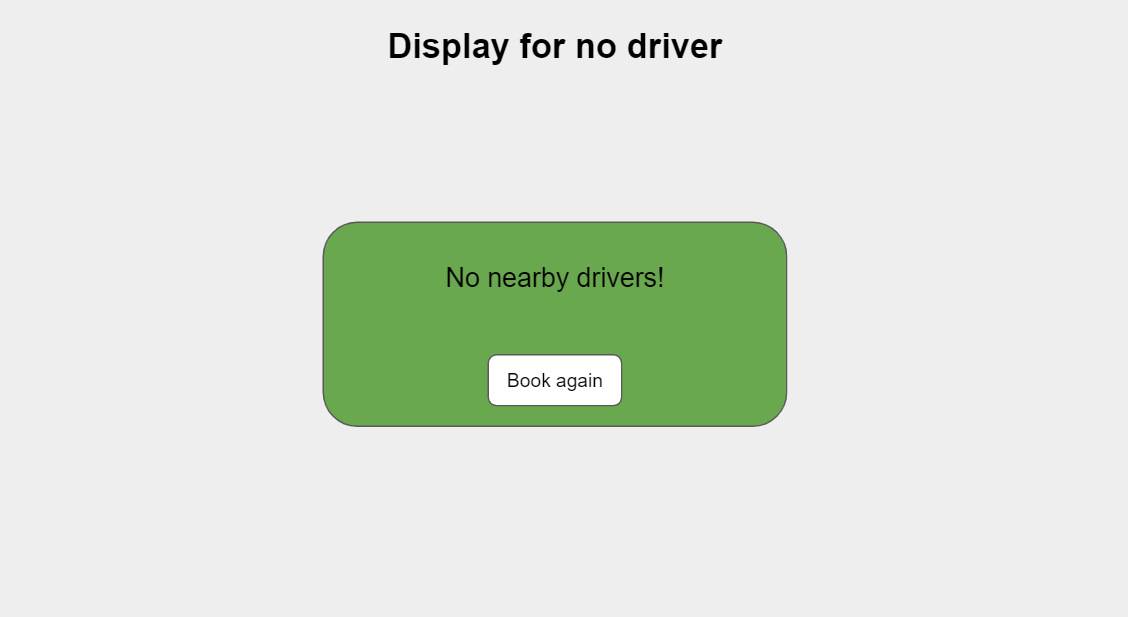 Display for no driver
No nearby drivers!
Book again